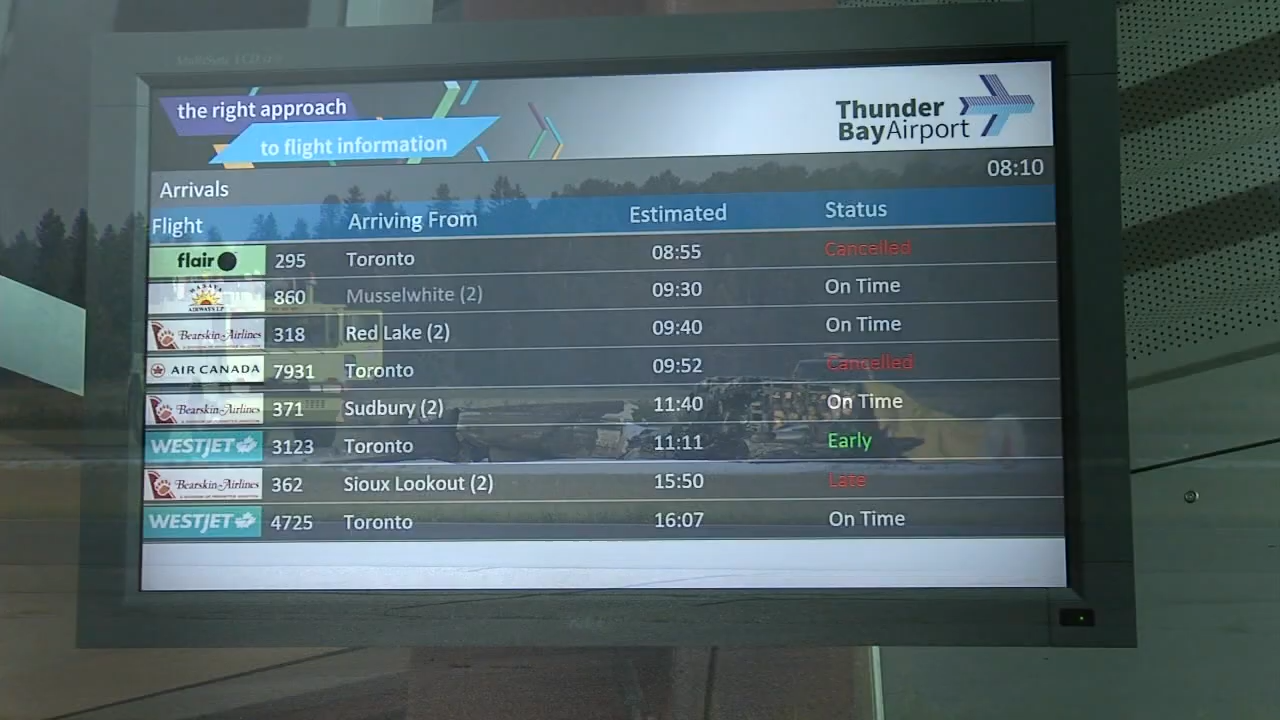 the right approach
to flight information
Thunder
BayAirport
08:10
Arrivals
Flight Arriving From Estimated Status
flair 295 Toronto 08:55 Cancelled
AIRWAYS LP 860 Musselwhite (2) 09:30 On Time
Bearskin Airlines 318 Red Lake (2) 09:40 On Time
AIR CANADA 7931 Toronto 09:52 Cancelled
Bearskin Airlines 371 Sudbury (2) 11:40 On Time
WESTJET 3123 Toronto 11:11 Early
Bearskin Airlines 362 Sioux Lookout (2) 15:50 Late
WESTJET 4725 Toronto 16:07 On Time